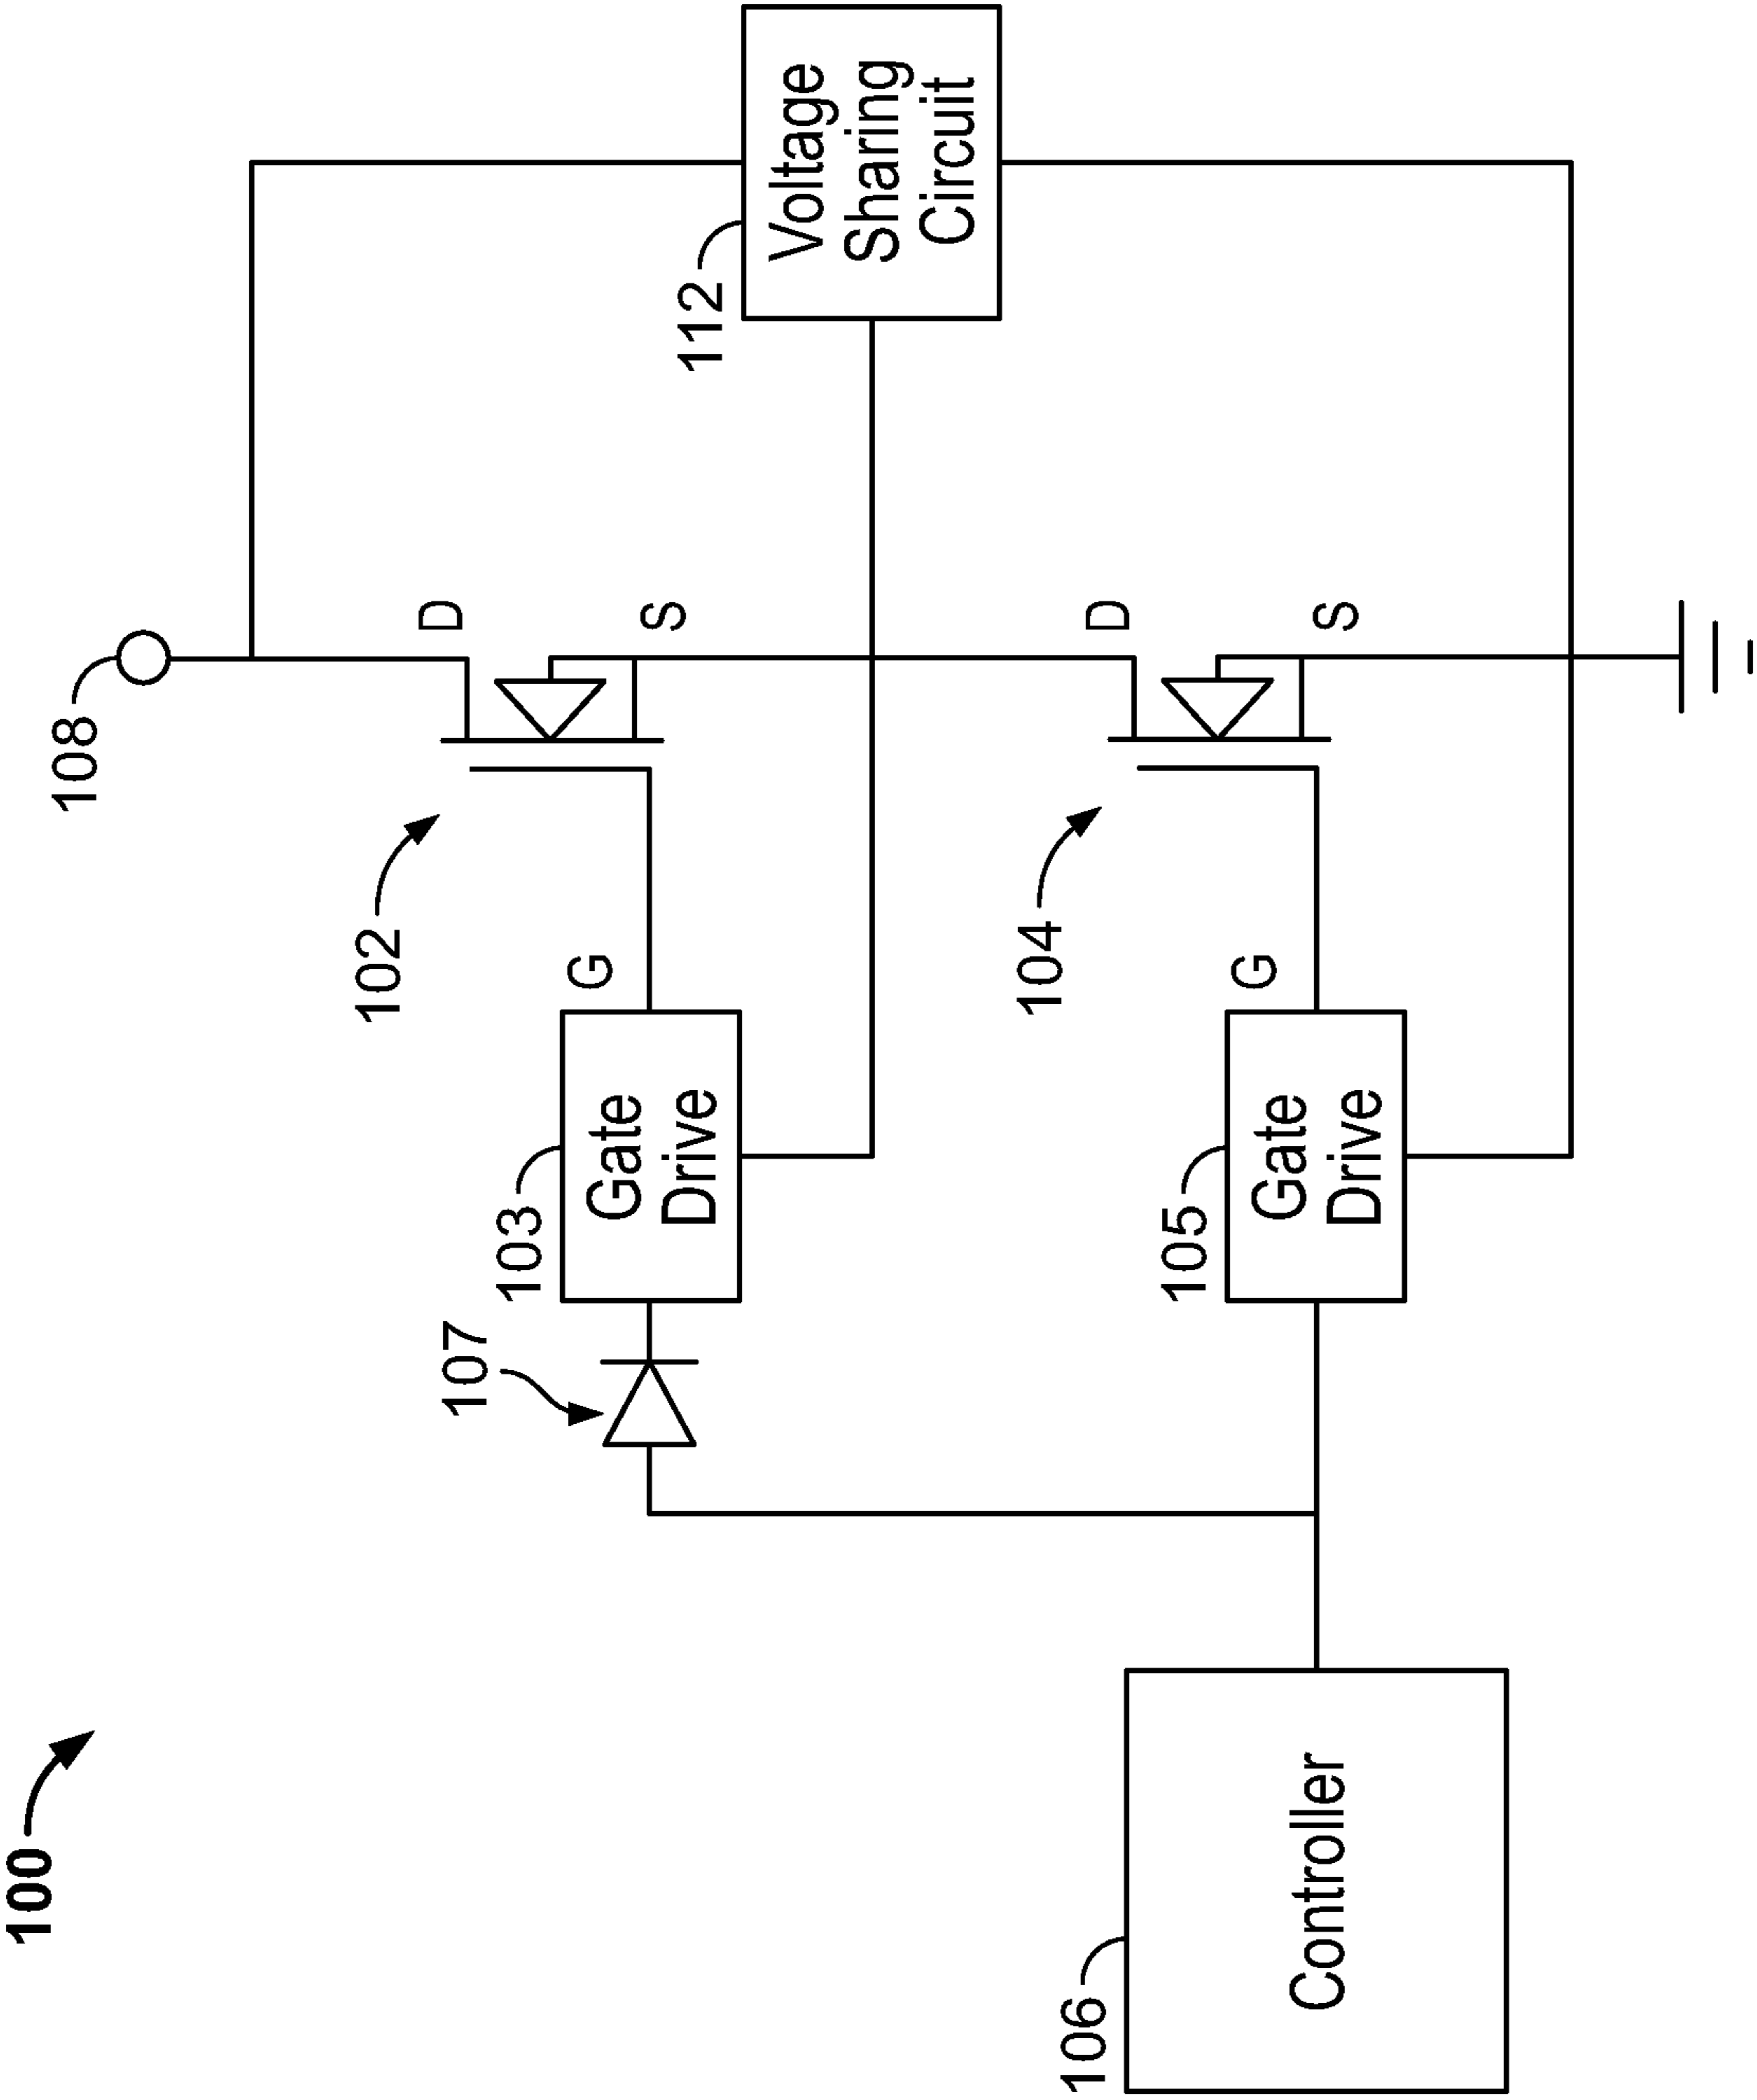 100
108
102
D
S
G
103
Gate
Drive
107
112
Voltage
Sharing
Circuit
104
D
S
G
105
Gate
Drive
106
Controller